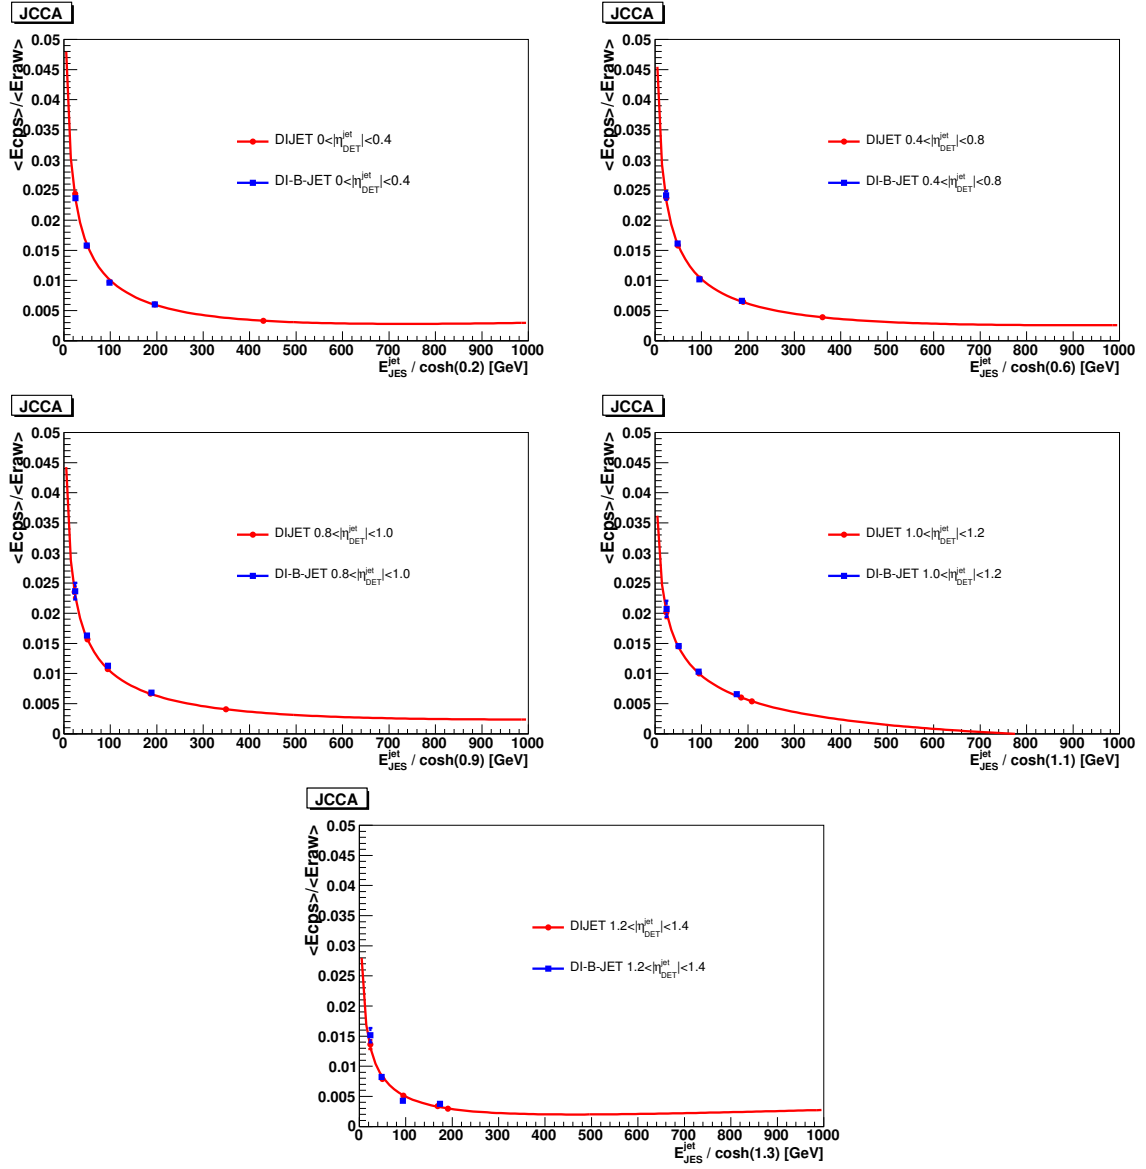 JCCA
<Ecps>/<Eraw>
0.05
0.045
0.04
0.035
0.03
0.025
0.02
0.015
0.01
0.005
0
DIJET 0<|η^jet_DET|<0.4
DI-B-JET 0<|η^jet_DET|<0.4
0 100 200 300 400 500 600 700 800 900 1000
E^jet_JES / cosh(0.2) [GeV]
JCCA
<Ecps>/<Eraw>
0.05
0.045
0.04
0.035
0.03
0.025
0.02
0.015
0.01
0.005
0
DIJET 0.4<|η^jet_DET|<0.8
DI-B-JET 0.4<|η^jet_DET|<0.8
0 100 200 300 400 500 600 700 800 900 1000
E^jet_JES / cosh(0.6) [GeV]
JCCA
<Ecps>/<Eraw>
0.05
0.045
0.04
0.035
0.03
0.025
0.02
0.015
0.01
0.005
0
DIJET 0.8<|η^jet_DET|<1.0
DI-B-JET 0.8<|η^jet_DET|<1.0
0 100 200 300 400 500 600 700 800 900 1000
E^jet_JES / cosh(0.9) [GeV]
JCCA
<Ecps>/<Eraw>
0.05
0.045
0.04
0.035
0.03
0.025
0.02
0.015
0.01
0.005
0
DIJET 1.0<|η^jet_DET|<1.2
DI-B-JET 1.0<|η^jet_DET|<1.2
0 100 200 300 400 500 600 700 800 900 1000
E^jet_JES / cosh(1.1) [GeV]
JCCA
<Ecps>/<Eraw>
0.05
0.045
0.04
0.035
0.03
0.025
0.02
0.015
0.01
0.005
0
DIJET 1.2<|η^jet_DET|<1.4
DI-B-JET 1.2<|η^jet_DET|<1.4
0 100 200 300 400 500 600 700 800 900 1000
E^jet_JES / cosh(1.3) [GeV]